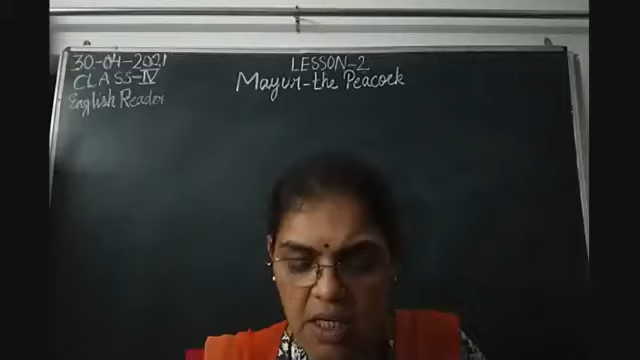 30-04-2021
CLASS-IV
English Reader
LESSON-2
Mayur-the Peacock